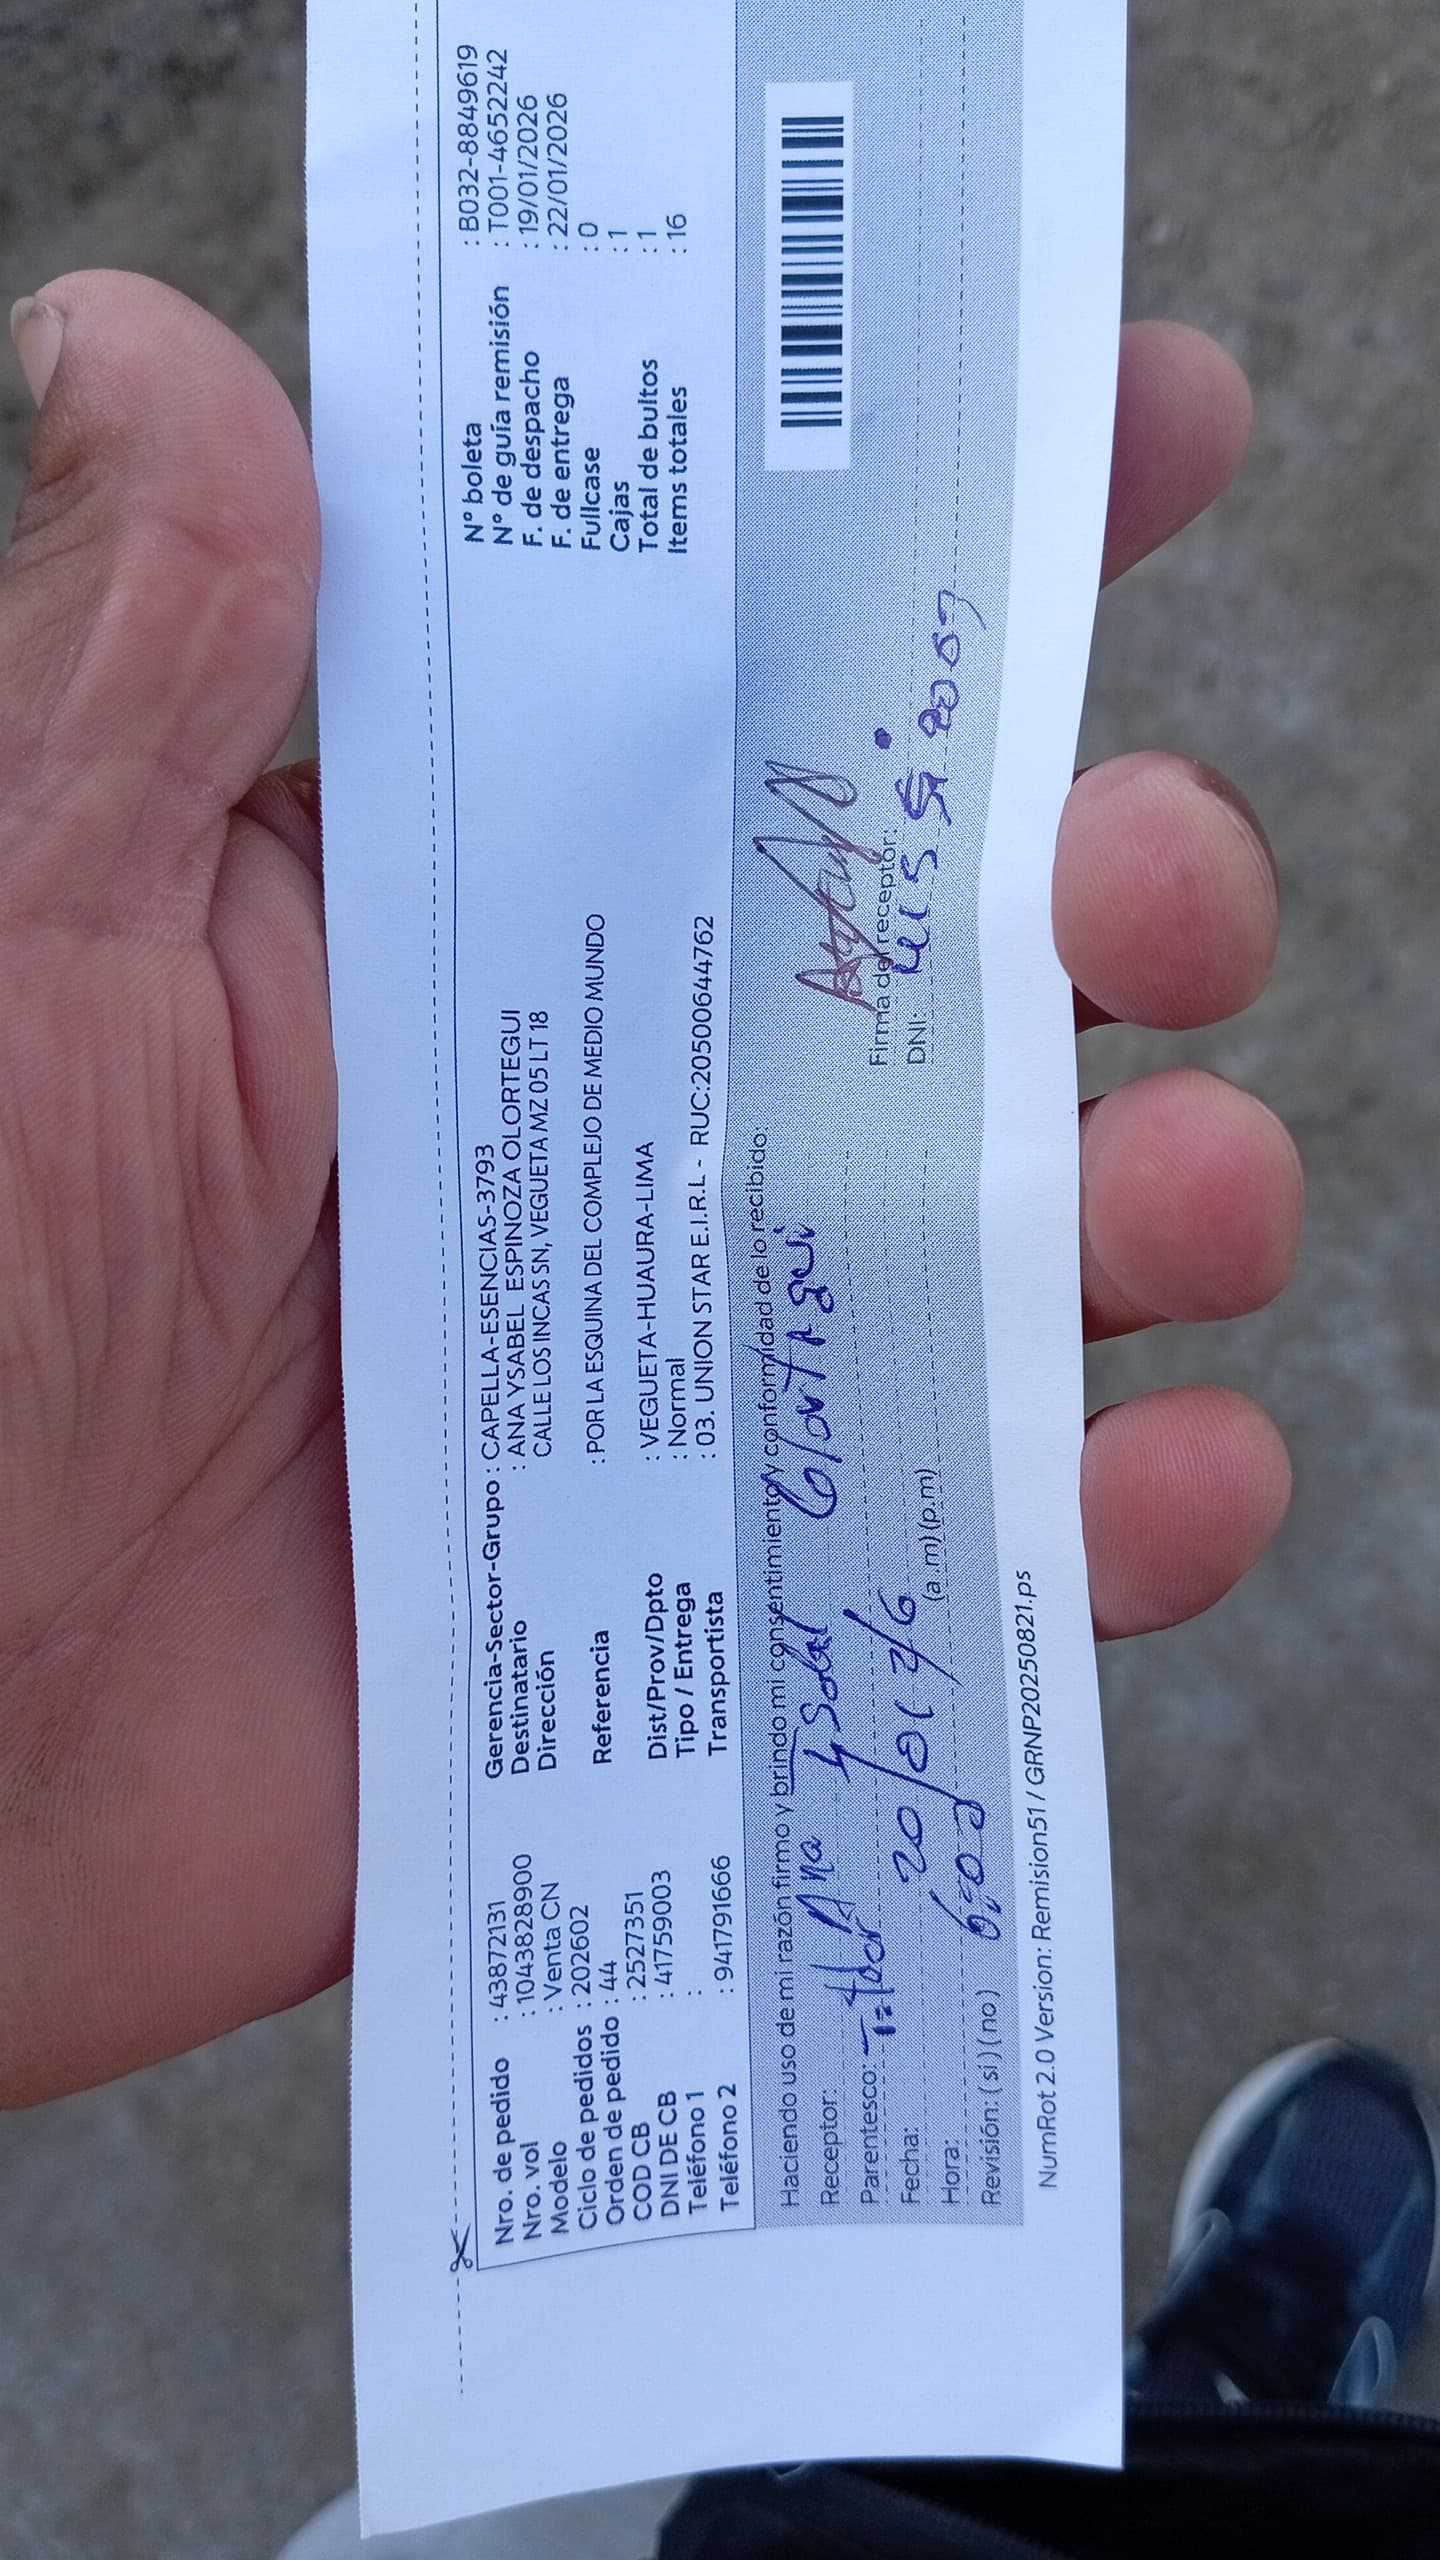 Nro. de pedido : 43872131
Nro. vol : 1043828900
Modelo : Venta CN
Ciclo de pedidos : 202602
Orden de pedido : 44
COD CB : 2527351
DNI DE CB : 41759003
Teléfono 1 :
Teléfono 2 : 941791666
Gerencia-Sector-Grupo : CAPELLA-ESENCIAS-3793
Destinatario : ANA YSABEL ESPINOZA OLORTEGUI
Dirección CALLE LOS INCAS SN, VEGUETA MZ 05 LT 18
Referencia : POR LA ESQUINA DEL COMPLEJO DE MEDIO MUNDO
Dist/Prov/Dpto : VEGUETA-HUAURA-LIMA
Tipo / Entrega : Normal
Transportista : 03. UNION STAR E.I.R.L - RUC:20500644762
N° boleta : B032-8849619
N° de guía remisión : T001-4652242
F. de despacho : 19/01/2026
F. de entrega : 22/01/2026
Fullcase : 0
Cajas : 1
Total de bultos : 1
Items totales : 16
Haciendo uso de mi razón firmo y brindo mi consentimiento y conformidad de lo recibido:
Receptor: Ana Ysabel
Parentesco:
Fecha: 20/01/26
Hora: (a.m) (p.m)
Revisión: (si) (no)
Firma del receptor:
DNI:
NumRot 2.0 Version: Remision51 / GRNP20250821.ps